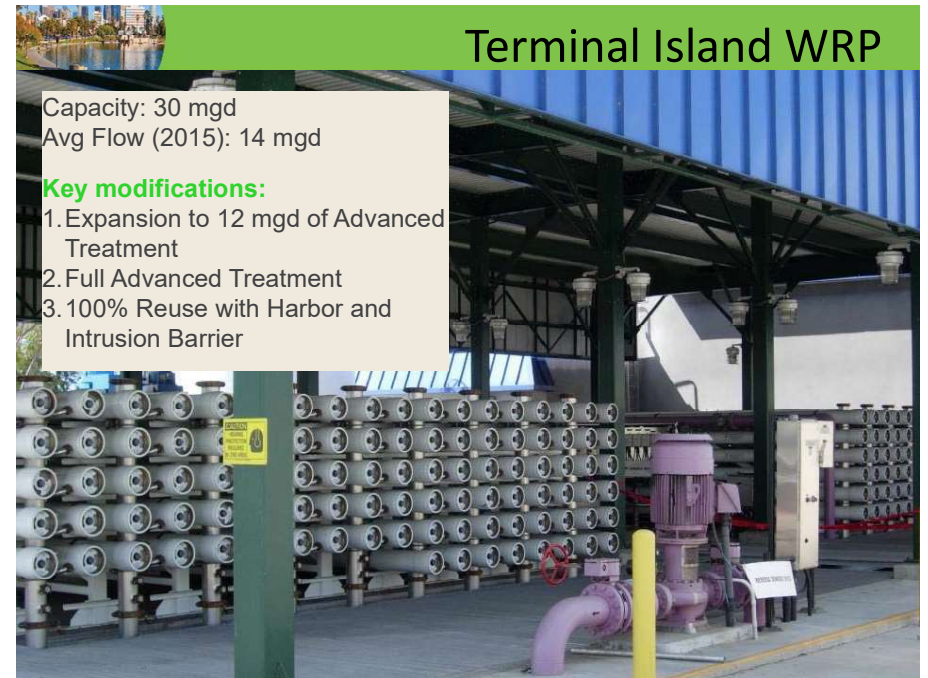 Terminal Island WRP
Capacity: 30 mgd
Avg Flow (2015): 14 mgd
Key modifications:
1. Expansion to 12 mgd of Advanced
Treatment
2. Full Advanced Treatment
3. 100% Reuse with Harbor and
Intrusion Barrier
CAUTION